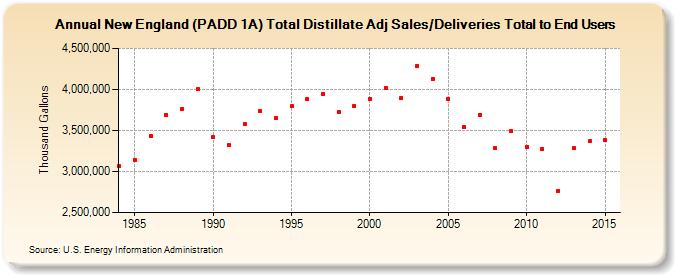 Annual New England (PADD 1A) Total Distillate Adj Sales/Deliveries Total to End Users
Thousand Gallons
4,500,000
4,000,000
3,500,000
3,000,000
2,500,000
1985 1990 1995 2000 2005 2010 2015
Source: U.S. Energy Information Administration